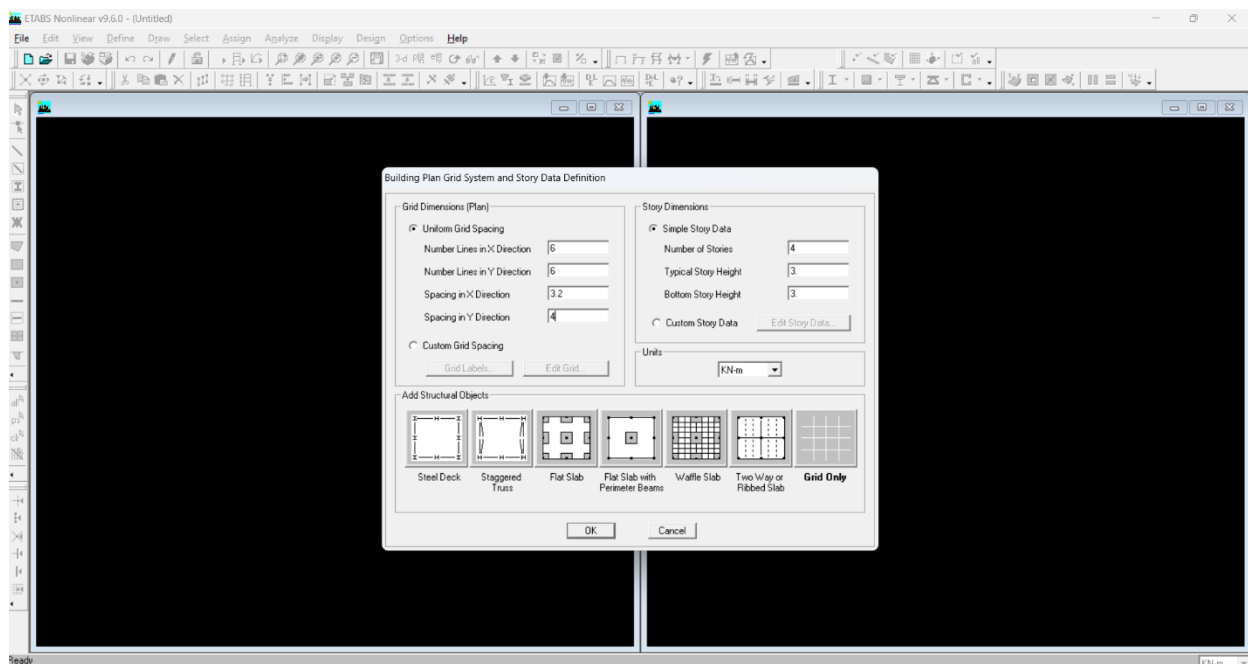 ETABS Nonlinear v9.6.0 - (Untitled)
File Edit View Define Draw Select Assign Analyze Display Design Options Help
3-d
Building Plan Grid System and Story Data Definition
Grid Dimensions (Plan)
Uniform Grid Spacing
Number Lines in X Direction 6
Number Lines in Y Direction 6
Spacing in X Direction 3.2
Spacing in Y Direction 4
Custom Grid Spacing
Grid Labels... Edit Grid...
Story Dimensions
Simple Story Data
Number of Stories 4
Typical Story Height 3.
Bottom Story Height 3.
Custom Story Data Edit Story Data...
Units
KN-m
Add Structural Objects
Steel Deck
Staggered Truss
Flat Slab
Flat Slab with Perimeter Beams
Waffle Slab
Two Way or Ribbed Slab
Grid Only
OK Cancel
Ready
KN-m